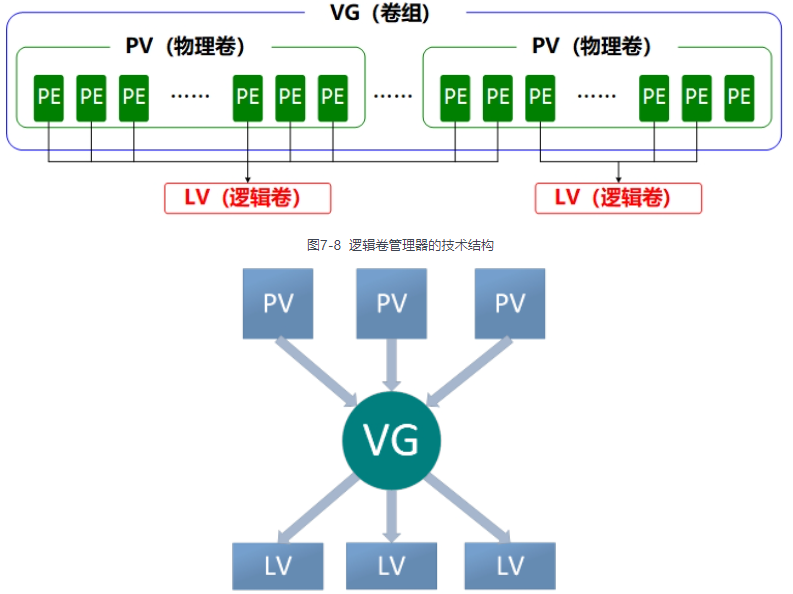 VG（卷组）
PV（物理卷） PV（物理卷）
PE PE PE ...... PE PE PE ...... PE PE PE ...... PE PE PE
LV（逻辑卷） LV（逻辑卷）
图7-8 逻辑卷管理器的技术结构
PV PV PV
VG
LV LV LV